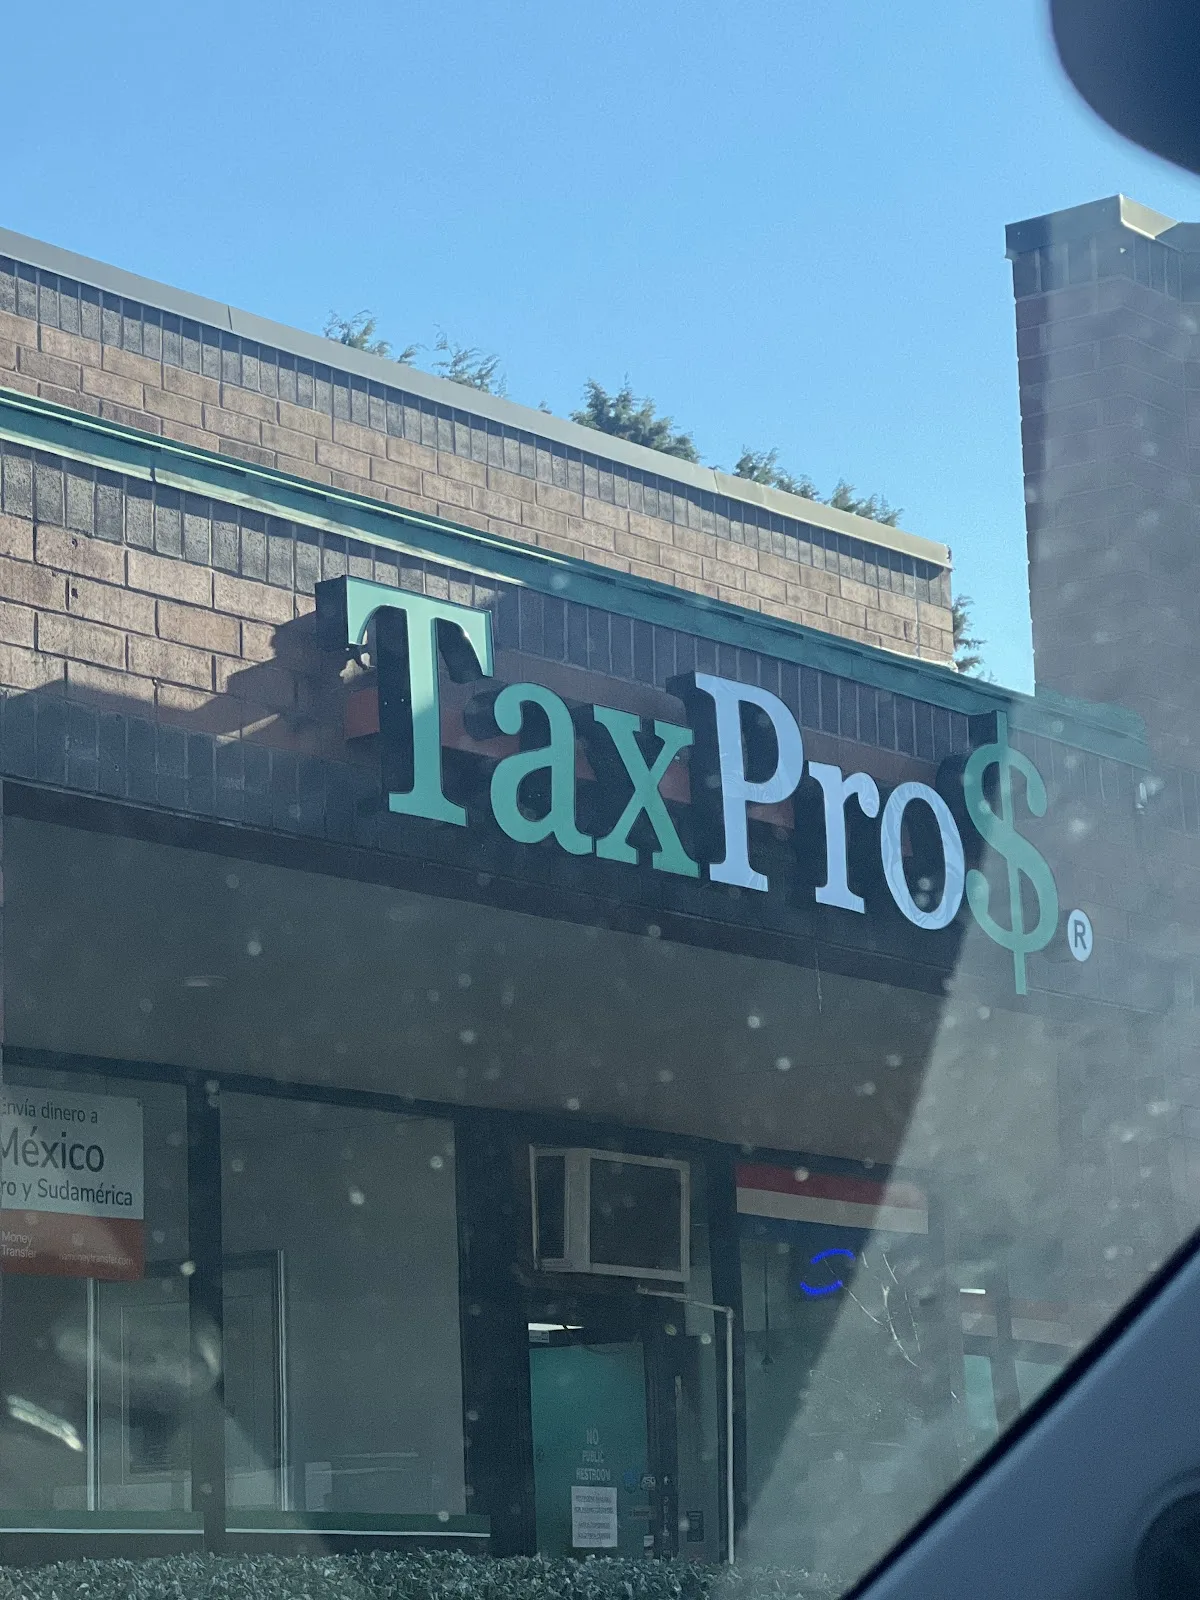 TaxPro$®
Envía dinero a
México
ro y Sudamérica
Money
Transfer
NO
PUBLIC
RESTROOM